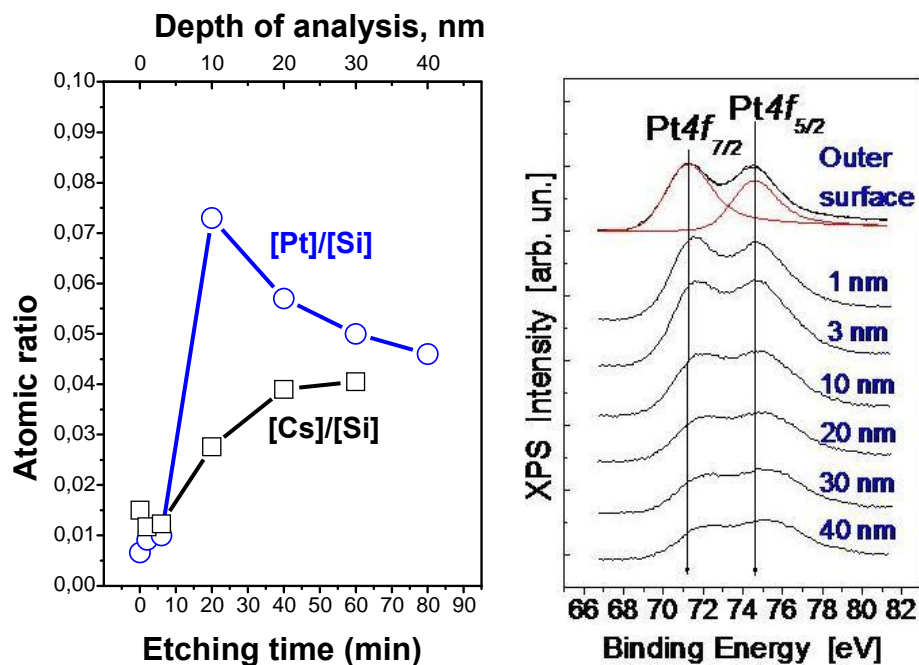 Depth of analysis, nm
0 10 20 30 40
0,10
0,09
0,08
0,07
0,06
0,05
0,04
0,03
0,02
0,01
0,00
Atomic ratio
[Pt]/[Si]
[Cs]/[Si]
0 10 20 30 40 50 60 70 80 90
Etching time (min)
XPS Intensity [arb. un.]
Pt4f 7/2
Pt4f 5/2
Outer
surface
1 nm
3 nm
10 nm
20 nm
30 nm
40 nm
66 68 70 72 74 76 78 80 82
Binding Energy [eV]